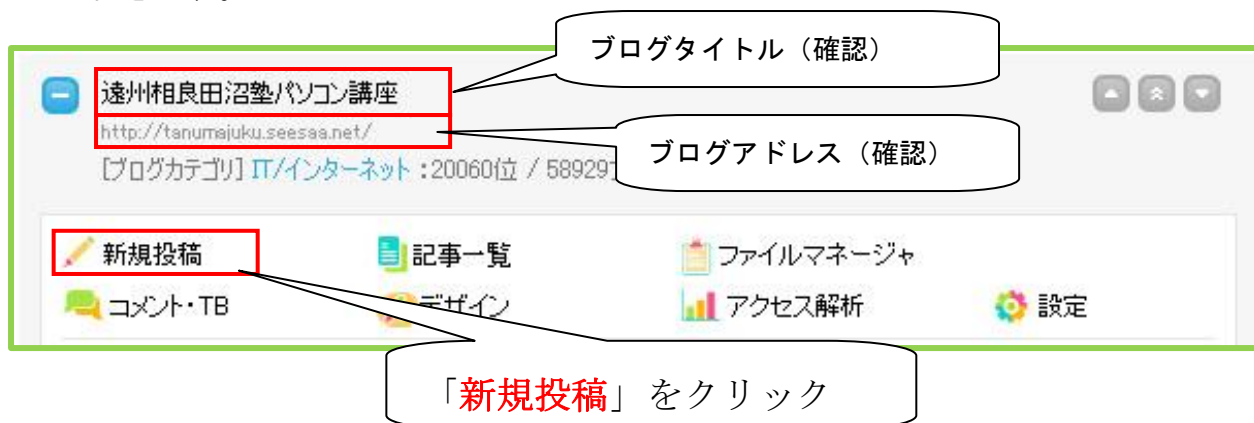 ブログタイトル（確認）
遠州相良田沼塾パソコン講座
http://tanumajuku.seesaa.net/
ブログアドレス（確認）
[ブログカテゴリ] IT/インターネット：20060位 / 58929
新規投稿
記事一覧
ファイルマネージャ
コメント・TB
デザイン
アクセス解析
設定
「新規投稿」をクリック